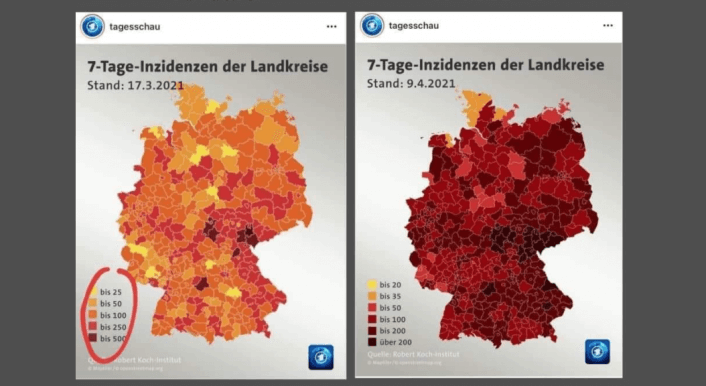 tagesschau
7-Tage-Inzidenzen der Landkreise
Stand: 17.3.2021
bis 25
bis 50
bis 100
bis 250
bis 500
Quelle: Robert Koch-Institut
tagesschau
7-Tage-Inzidenzen der Landkreise
Stand: 9.4.2021
bis 20
bis 35
bis 50
bis 100
bis 200
über 200
Quelle: Robert Koch-Institut